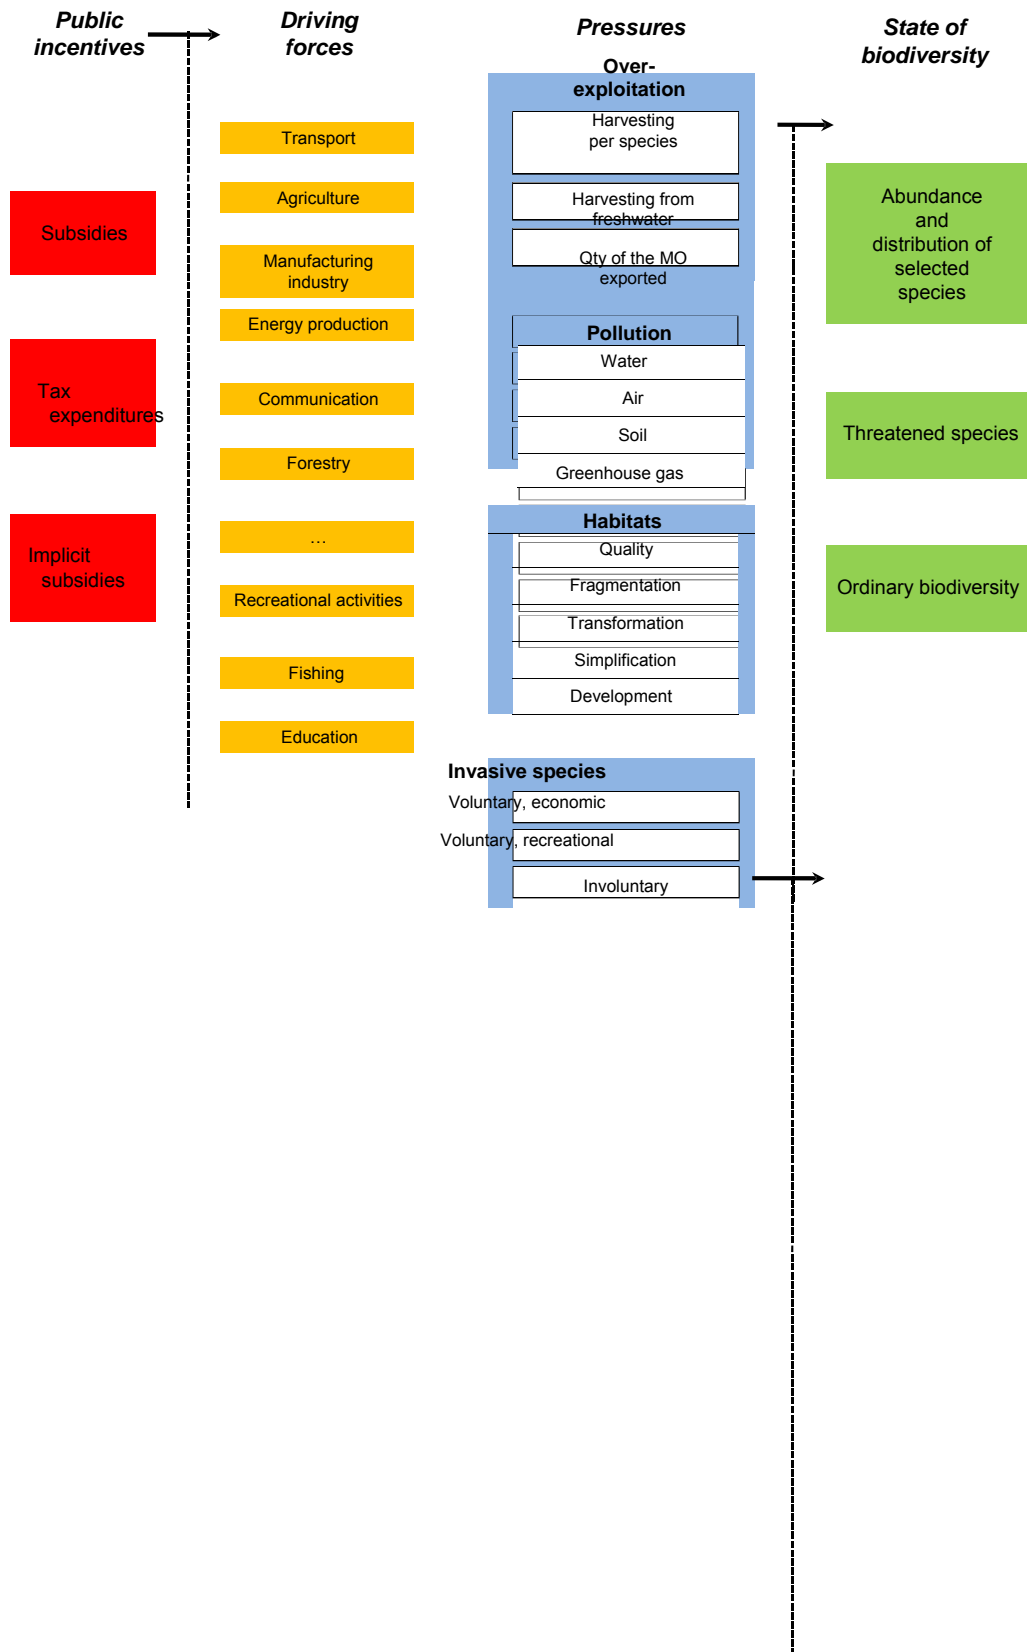 Public
incentives
Driving
forces
Pressures
State of
biodiversity
Subsidies
Tax
expenditures
Implicit
subsidies
Transport
Agriculture
Manufacturing
industry
Energy production
Communication
Forestry
...
Recreational activities
Fishing
Education
Over-
exploitation
Harvesting
per species
Harvesting from
freshwater
Qty of the MO
exported
Pollution
Water
Air
Soil
Greenhouse gas
Habitats
Quality
Fragmentation
Transformation
Simplification
Development
Invasive species
Voluntary, economic
Voluntary, recreational
Involuntary
Abundance
and
distribution of
selected
species
Threatened species
Ordinary biodiversity